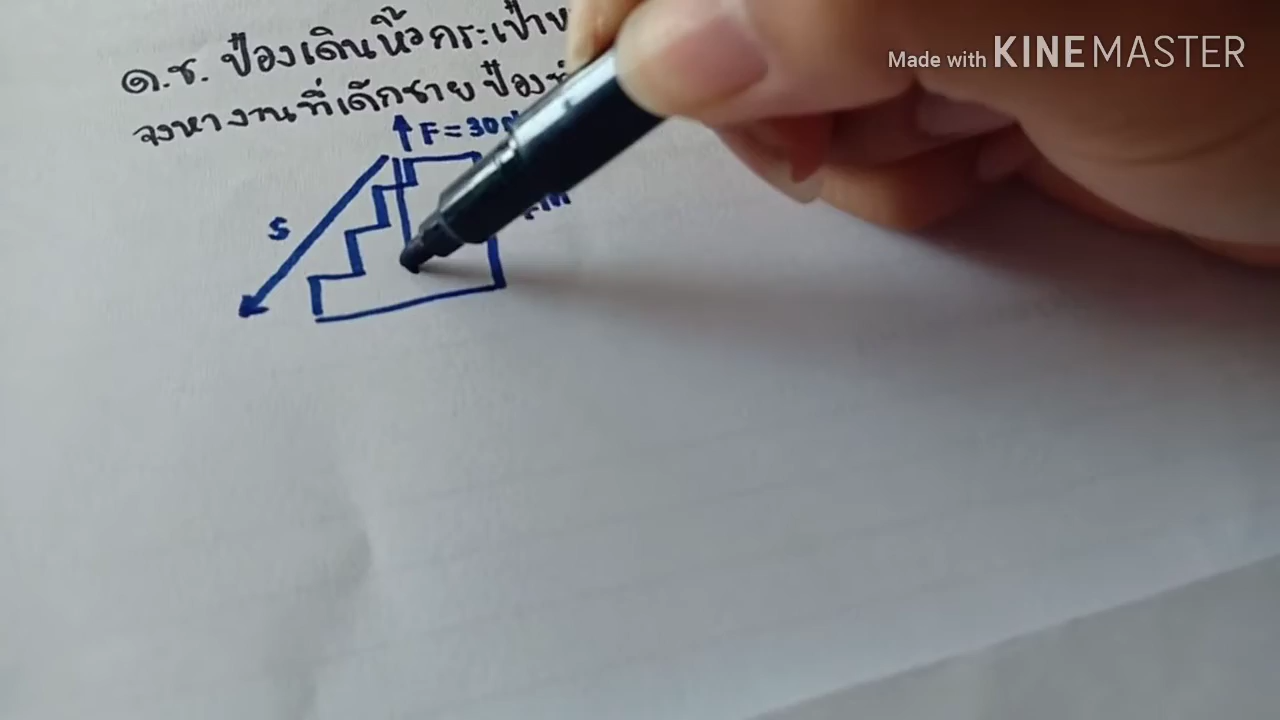 Made with KINEMASTER
ด.ช. ป๋องเดินหิ้วกระเป๋า
จงหางานที่เด็กชายป๋อง
F = 30
S